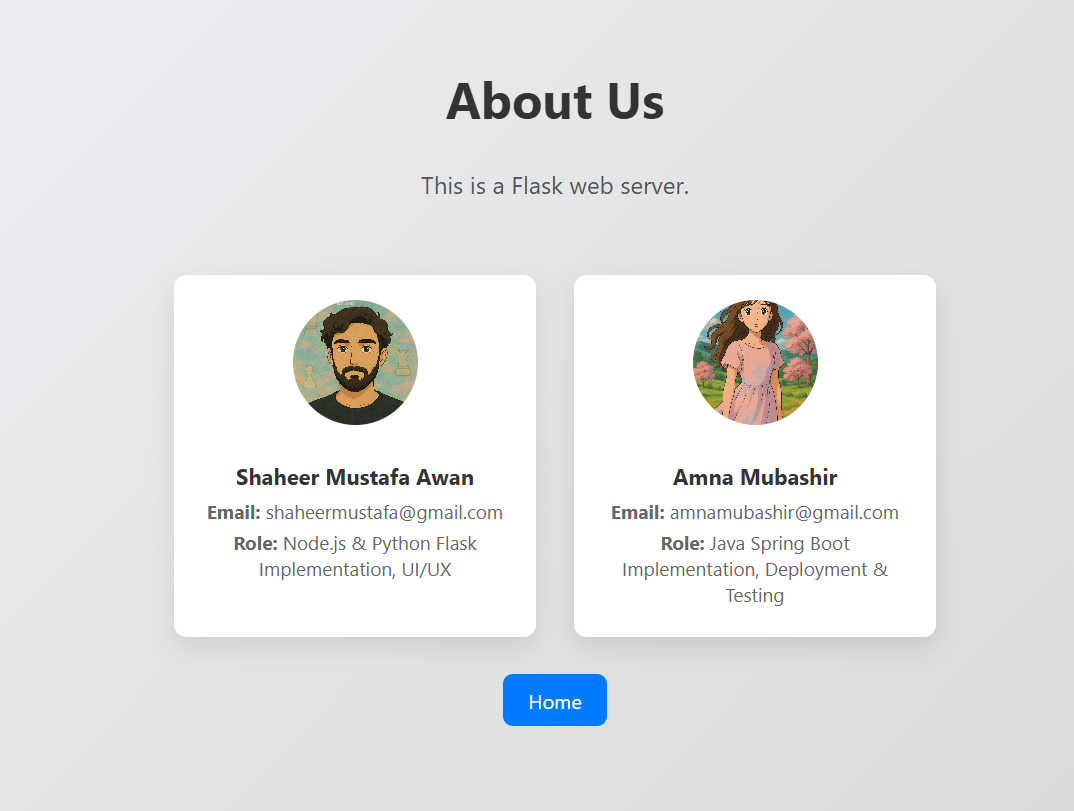 About Us
This is a Flask web server.
Shaheer Mustafa Awan
Email: shaheermustafa@gmail.com
Role: Node.js & Python Flask
Implementation, UI/UX
Amna Mubashir
Email: amnamubashir@gmail.com
Role: Java Spring Boot
Implementation, Deployment &
Testing
Home